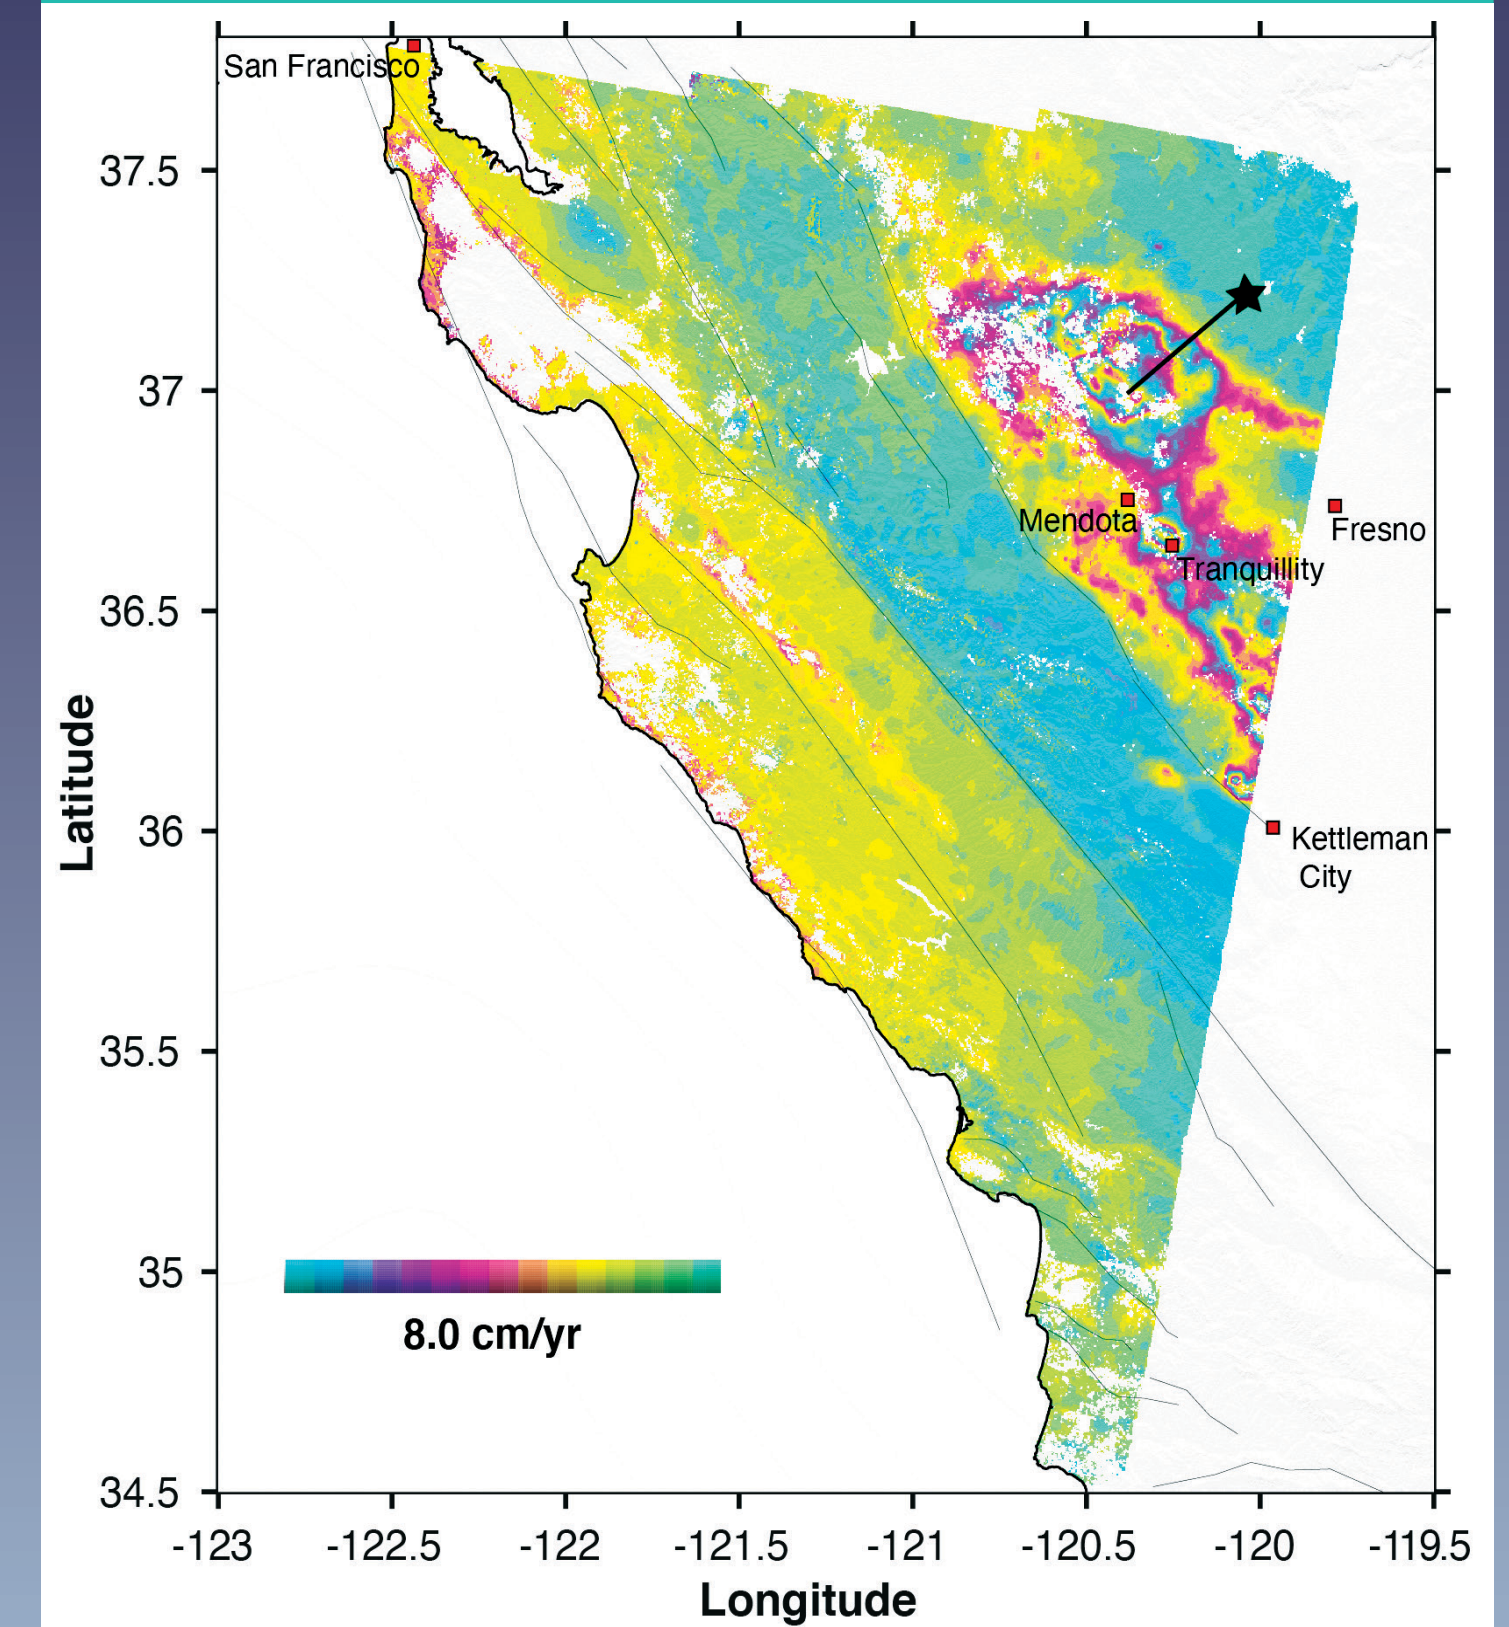 San Francisco
37.5
37
Mendota
Fresno
Tranquillity
36.5
Latitude
36
Kettleman
City
35.5
35
8.0 cm/yr
34.5
-123 -122.5 -122 -121.5 -121 -120.5 -120 -119.5
Longitude